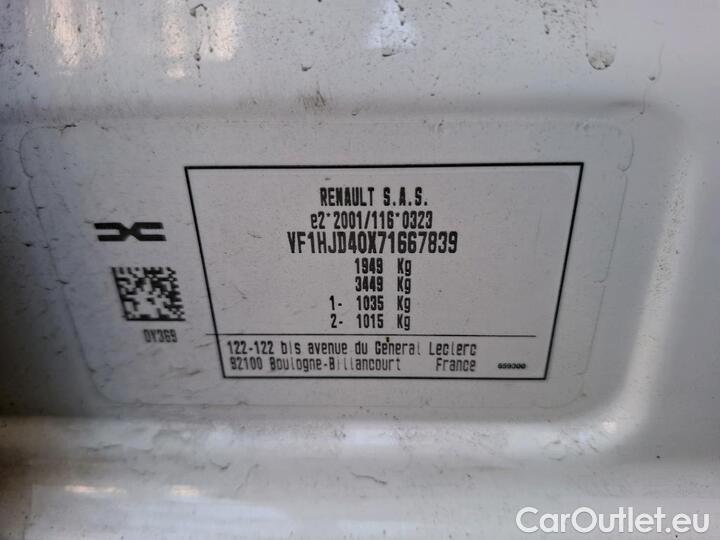 RENAULT S.A.S.
e2*2001/116*0323
VF1HJD40X71667839
1949 Kg
3449 Kg
1- 1035 Kg
2- 1015 Kg
DY369
122-122 bis avenue du Général Leclerc
92100 Boulogne-Billancourt France
659300
CarOutlet.eu